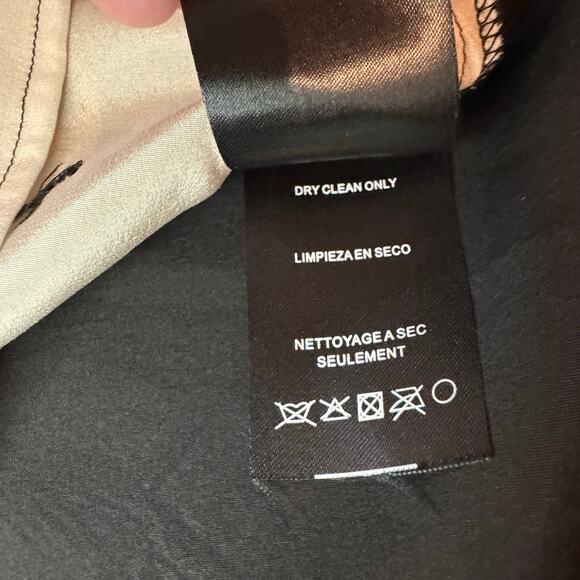 DRY CLEAN ONLY
LIMPIEZA EN SECO
NETTOYAGE A SEC
SEULEMENT